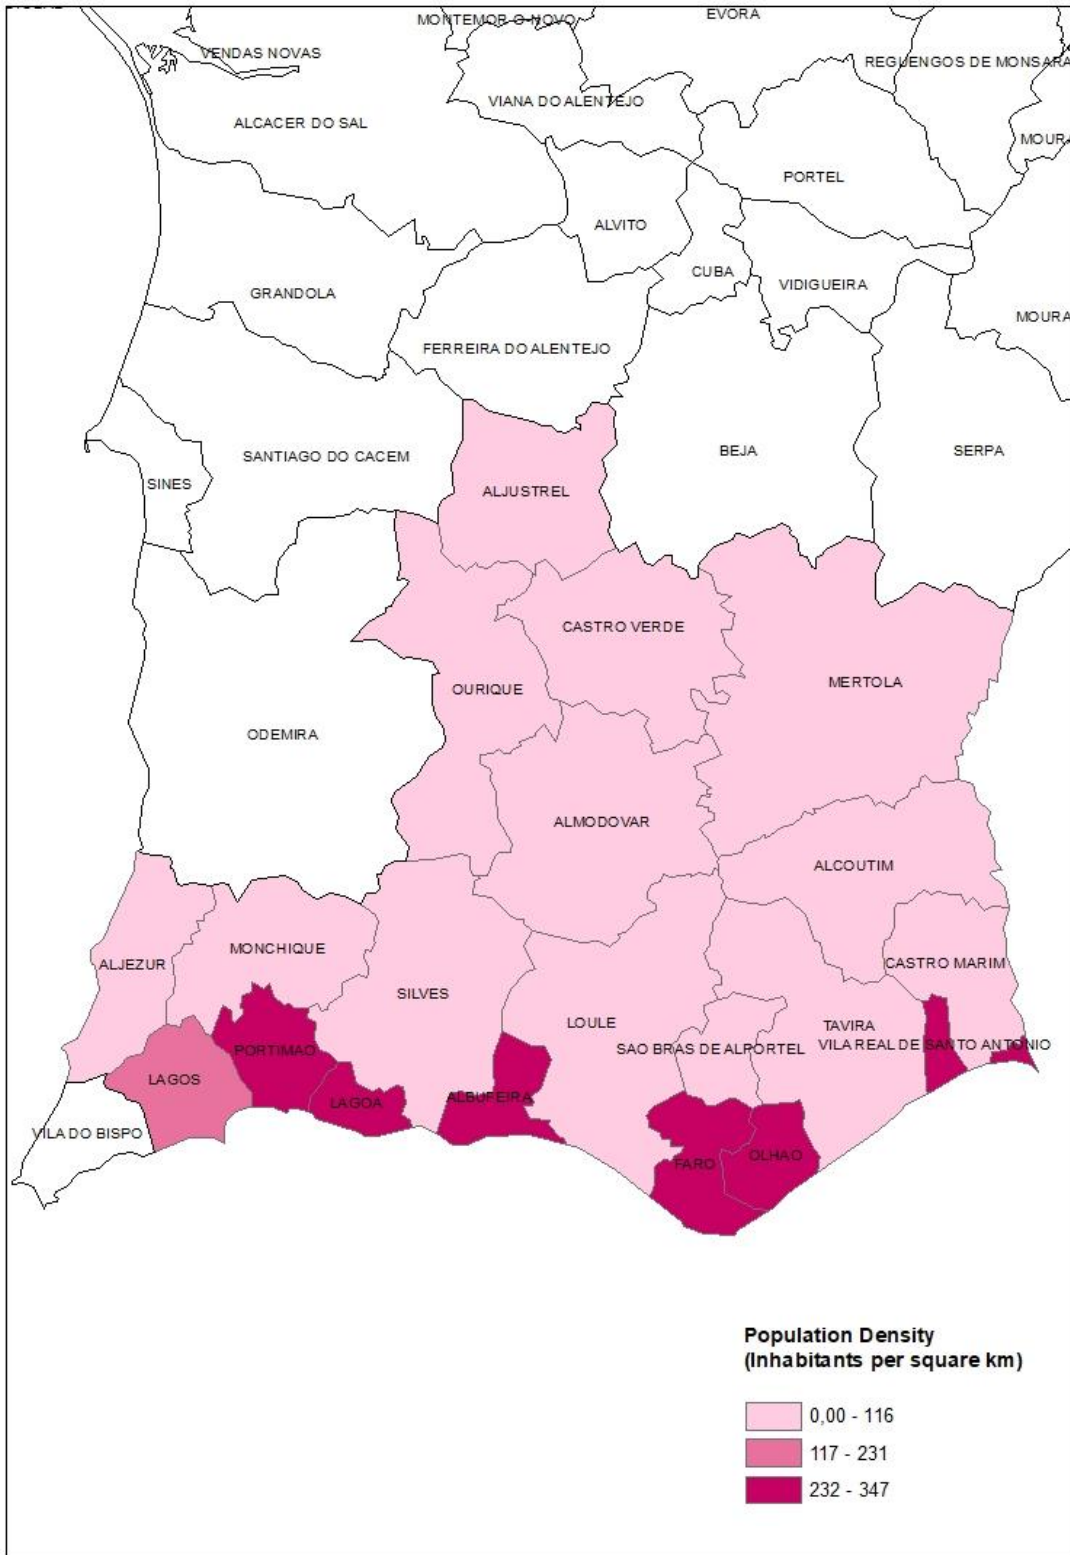 MONTEMOR-O-NOVO
EVORA
VENDAS NOVAS
REGUENGOS DE MONSARA
VIANA DO ALENTEJO
ALCACER DO SAL
MOURA
PORTEL
ALVITO
CUBA
VIDIGUEIRA
GRANDOLA
MOURA
FERREIRA DO ALENTEJO
BEJA
SERPA
SANTIAGO DO CACEM
SINES
ALJUSTREL
CASTRO VERDE
MERTOLA
OURIQUE
ODEMIRA
ALMODOVAR
ALCOUTIM
MONCHIQUE
ALJEZUR
CASTRO MARIM
SILVES
LOULE
TAVIRA
SAO BRAS DE ALPORTEL
VILA REAL DE SANTO ANTONIO
PORTIMAO
LAGOS
LAGOA
ALBUFEIRA
VILA DO BISPO
FARO
OLHAO
Population Density
(Inhabitants per square km)
0,00 - 116
117 - 231
232 - 347